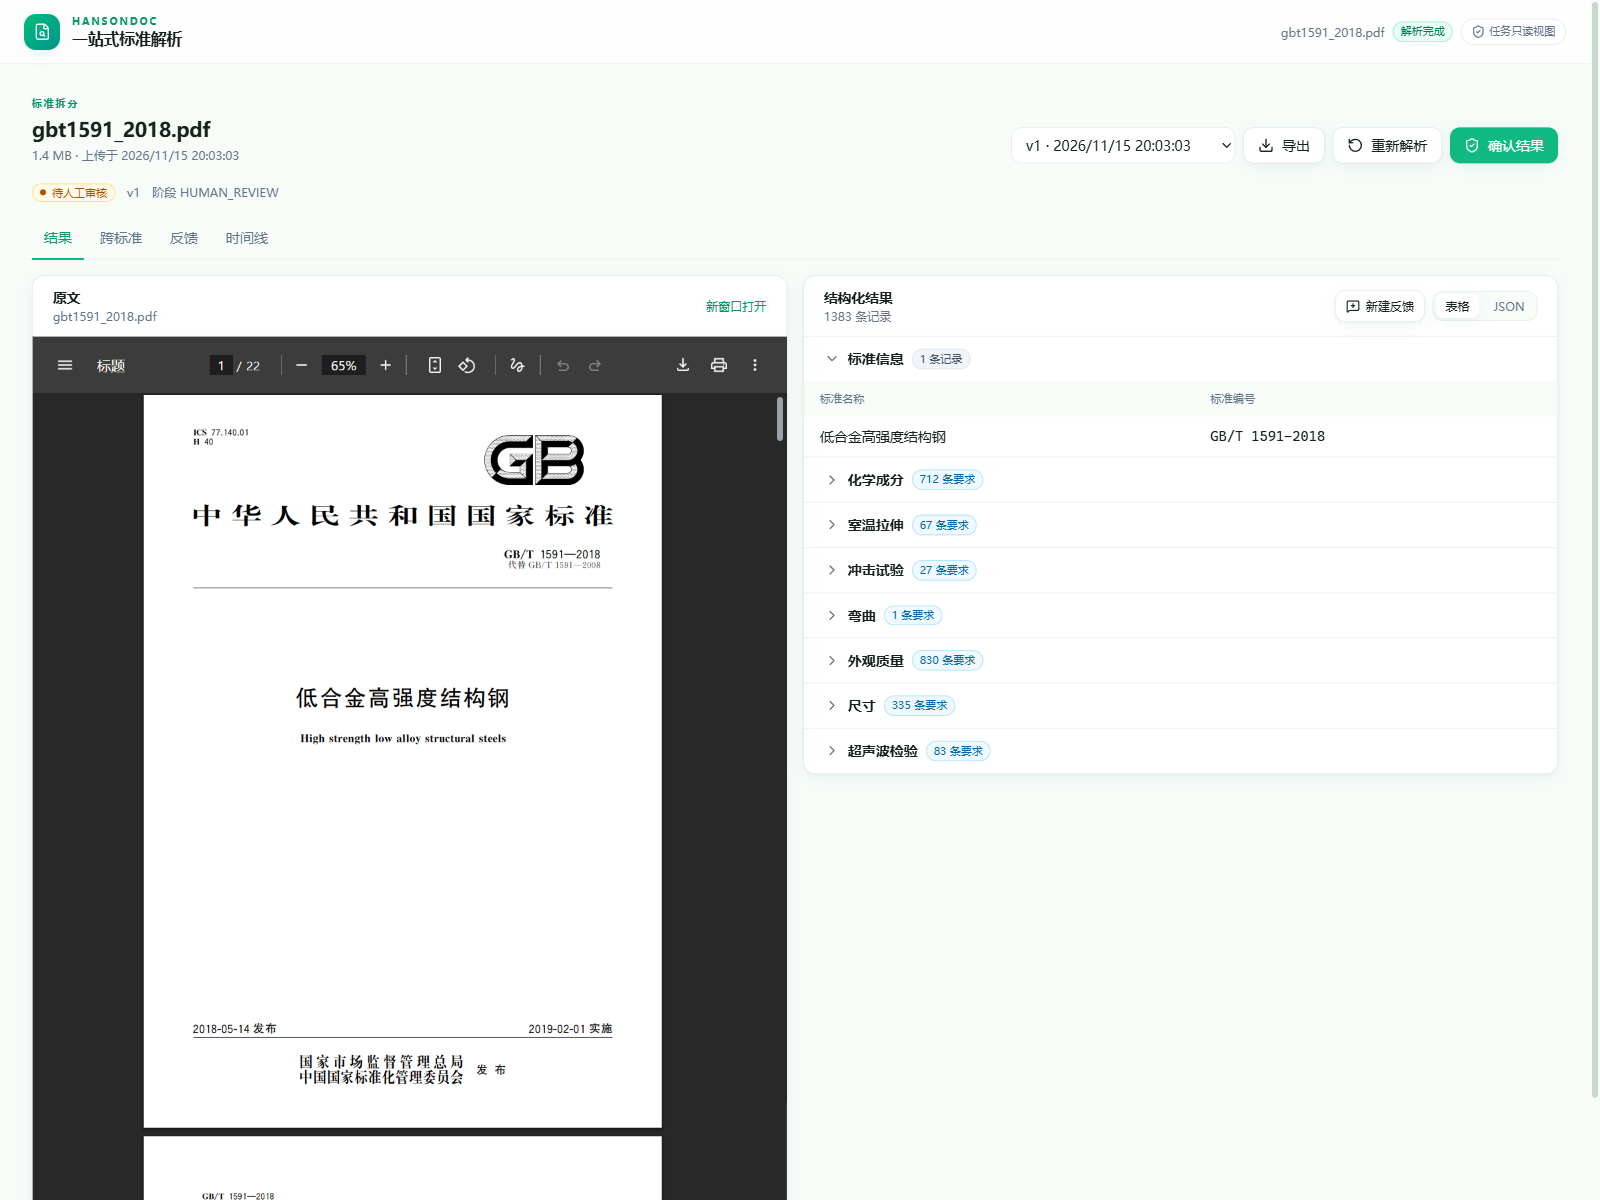 HANSONDOC
一站式标准解析
gbt1591_2018.pdf 解析完成 任务只读视图
标准拆分
gbt1591_2018.pdf
1.4 MB · 上传于 2026/11/15 20:03:03
v1 · 2026/11/15 20:03:03 导出 重新解析 确认结果
待人工审核 v1 阶段 HUMAN_REVIEW
结果 跨标准 反馈 时间线
原文
gbt1591_2018.pdf
新窗口打开
标题 1 / 22 65%
ICS 77.140.01
H 40
GB
中华人民共和国国家标准
GB/T 1591—2018
代替 GB/T 1591—2008
低合金高强度结构钢
High strength low alloy structural steels
2018-05-14 发布 2019-02-01 实施
国家市场监督管理总局
中国国家标准化管理委员会 发布
GB/T 1591—2018
结构化结果
1383 条记录
新建反馈 表格 JSON
标准信息 1 条记录
标准名称 标准编号
低合金高强度结构钢 GB/T 1591—2018
化学成分 712 条要求
室温拉伸 67 条要求
冲击试验 27 条要求
弯曲 1 条要求
外观质量 830 条要求
尺寸 335 条要求
超声波检验 83 条要求